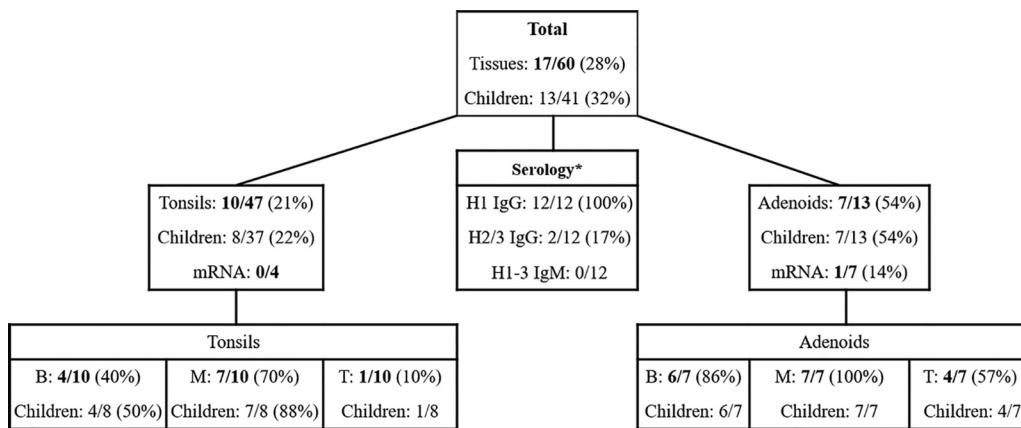 Total
Tissues: 17/60 (28%)
Children: 13/41 (32%)
Tonsils: 10/47 (21%)
Children: 8/37 (22%)
mRNA: 0/4
Serology*
H1 IgG: 12/12 (100%)
H2/3 IgG: 2/12 (17%)
H1-3 IgM: 0/12
Adenoids: 7/13 (54%)
Children: 7/13 (54%)
mRNA: 1/7 (14%)
Tonsils
B: 4/10 (40%)
Children: 4/8 (50%)
M: 7/10 (70%)
Children: 7/8 (88%)
T: 1/10 (10%)
Children: 1/8
Adenoids
B: 6/7 (86%)
Children: 6/7
M: 7/7 (100%)
Children: 7/7
T: 4/7 (57%)
Children: 4/7